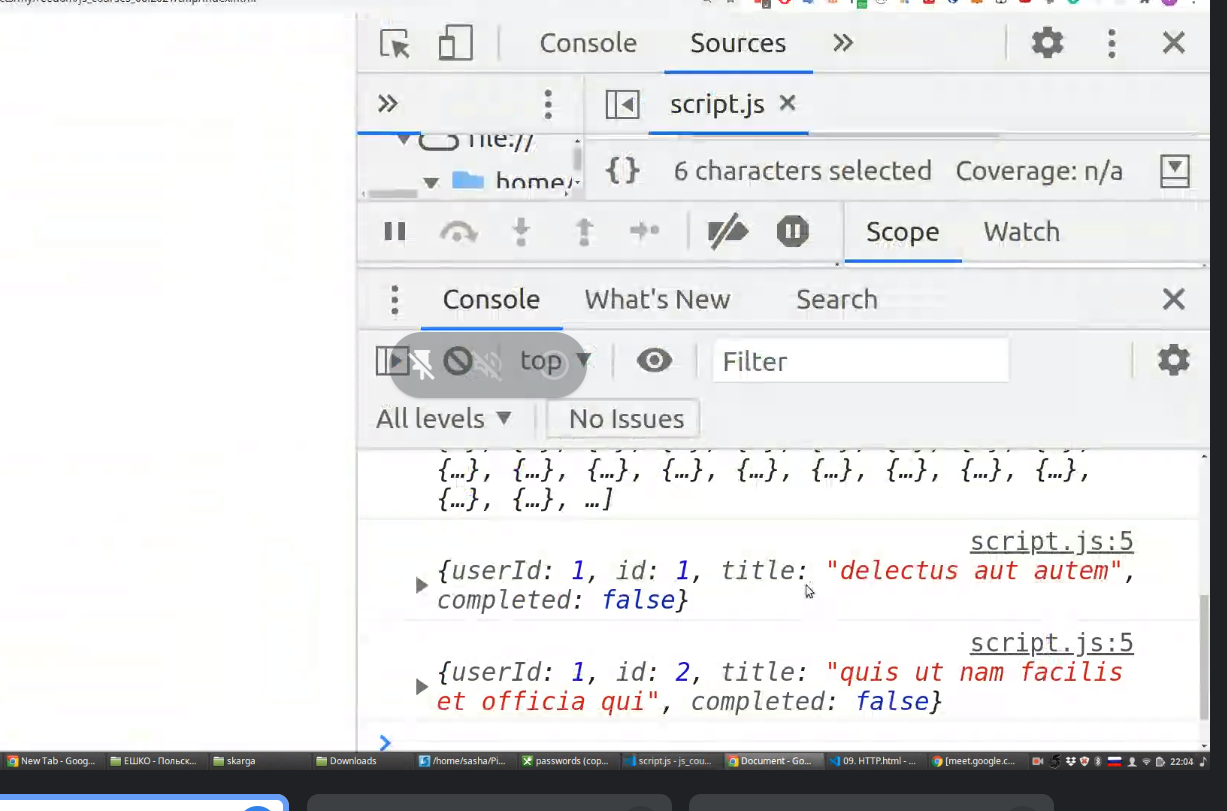 Console Sources
script.js
file://
home/
{} 6 characters selected Coverage: n/a
Scope Watch
Console What's New Search
top Filter
All levels No Issues
{…}, {…}, {…}, {…}, {…}, {…}, {…}, {…}, {…},
{…}, {…}, …]
script.js:5
{userId: 1, id: 1, title: "delectus aut autem",
completed: false}
script.js:5
{userId: 1, id: 2, title: "quis ut nam facilis
et officia qui", completed: false}
New Tab - Goog... ЕШКО - Польск... skarga Downloads /home/sasha/Pi... passwords (cop... script.js - js_cou... Document - Go... 09. HTTP.html - ... [meet.google.c... 22:04